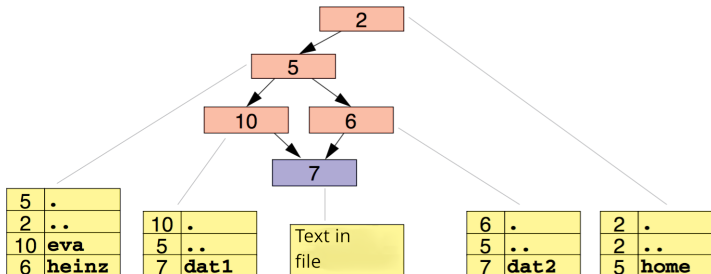 2
5
10
6
7
5 .
2 ..
10 eva
6 heinz
10 .
5 ..
7 dat1
Text in
file
6 .
5 ..
7 dat2
2 .
2 ..
5 home